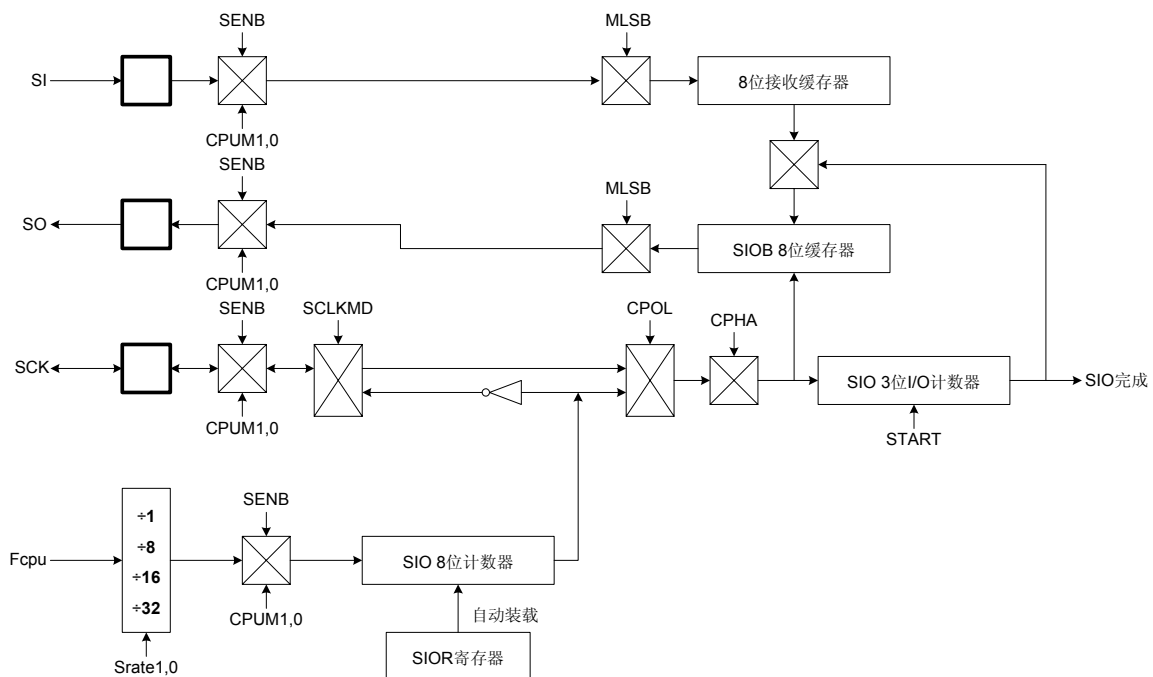 SENB
MLSB
SI
8位接收缓存器
CPUM1,0
SENB
MLSB
SO
SIOB 8位缓存器
CPUM1,0
SENB
SCLKMD
CPOL
CPHA
SCK
SIO 3位I/O计数器
SIO完成
CPUM1,0
START
SENB
÷1
÷8
÷16
÷32
Fcpu
SIO 8位计数器
CPUM1,0
自动装载
SIOR寄存器
Srate1,0